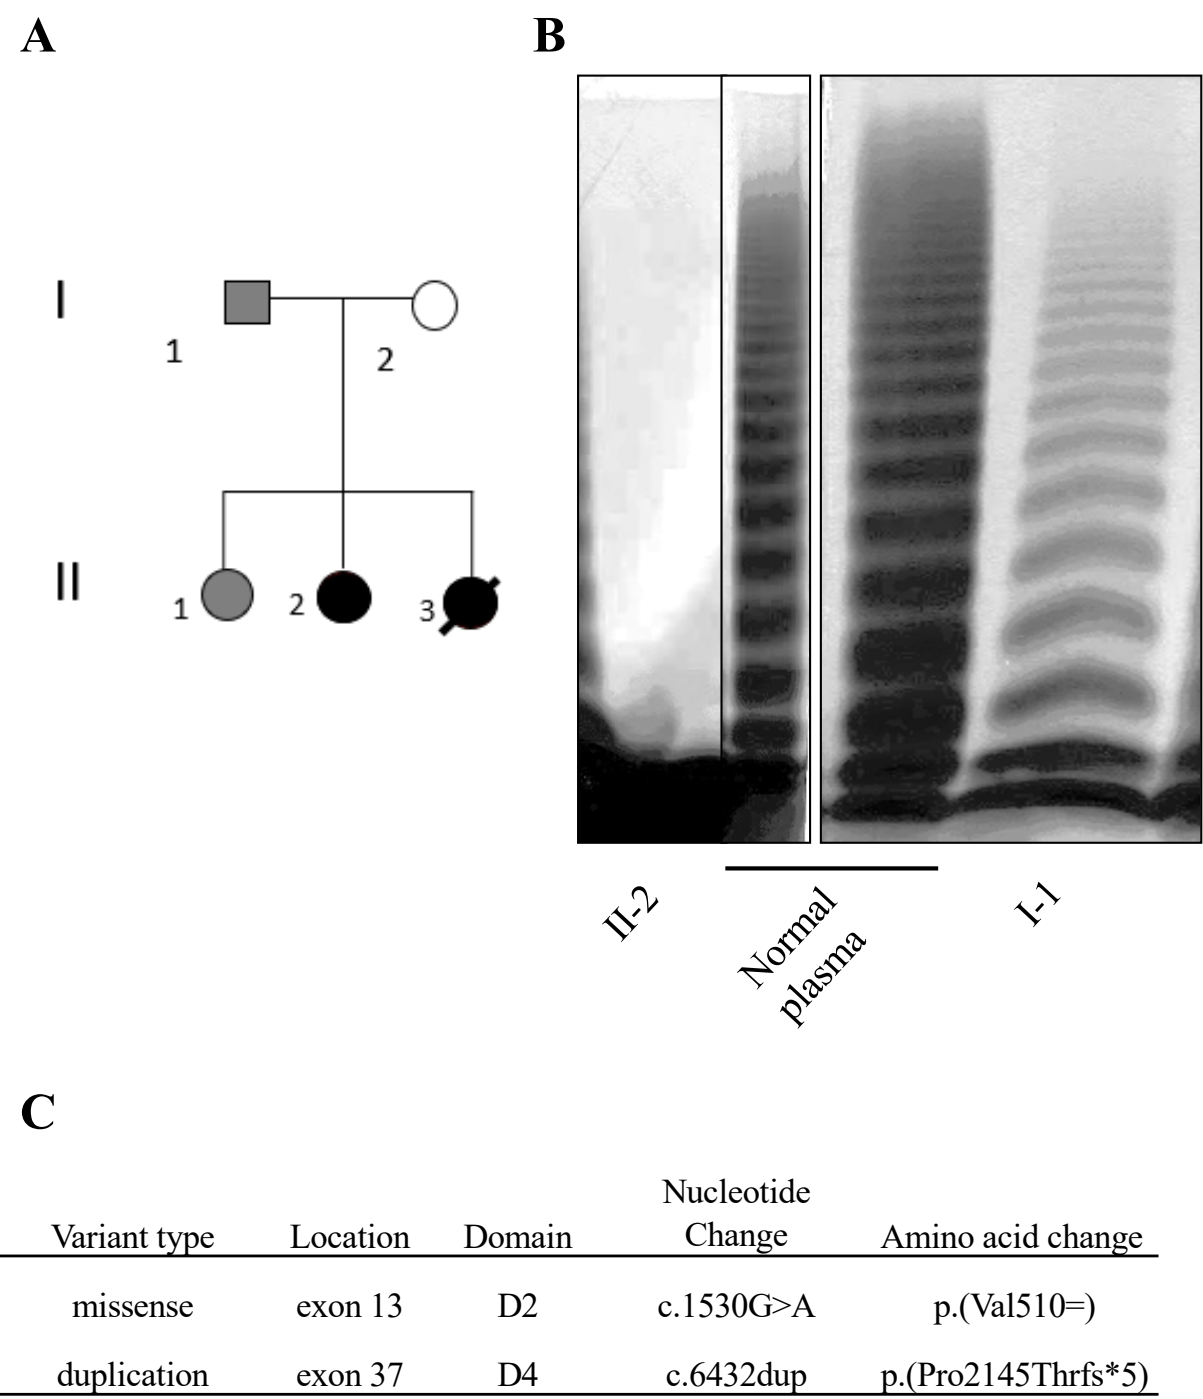 A
B
I
1
2
II
1
2
3
II-2
Normal
plasma
I-1
C
Variant type Location Domain Nucleotide Change Amino acid change
missense exon 13 D2 c.1530G>A p.(Val510=)
duplication exon 37 D4 c.6432dup p.(Pro2145Thrfs*5)